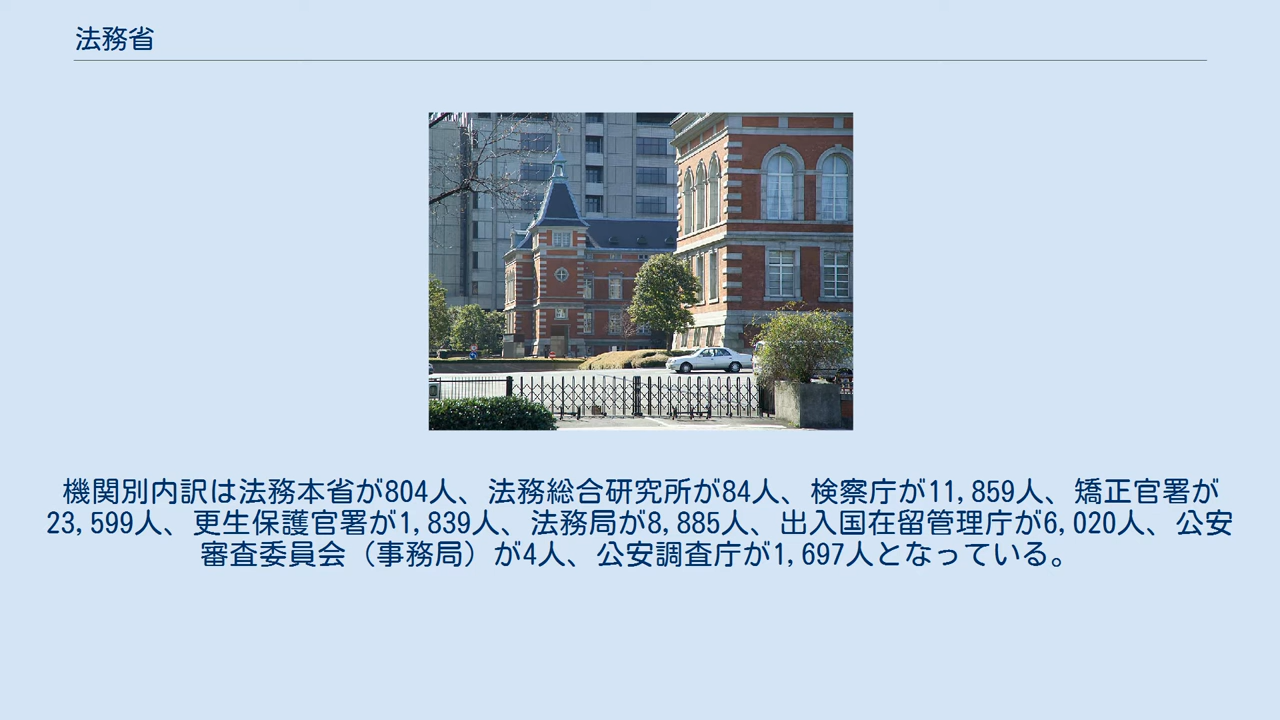 法務省
機関別内訳は法務本省が804人、法務総合研究所が84人、検察庁が11,859人、矯正官署が
23,599人、更生保護官署が1,839人、法務局が8,885人、出入国在留管理庁が6,020人、公安
審査委員会（事務局）が4人、公安調査庁が1,697人となっている。